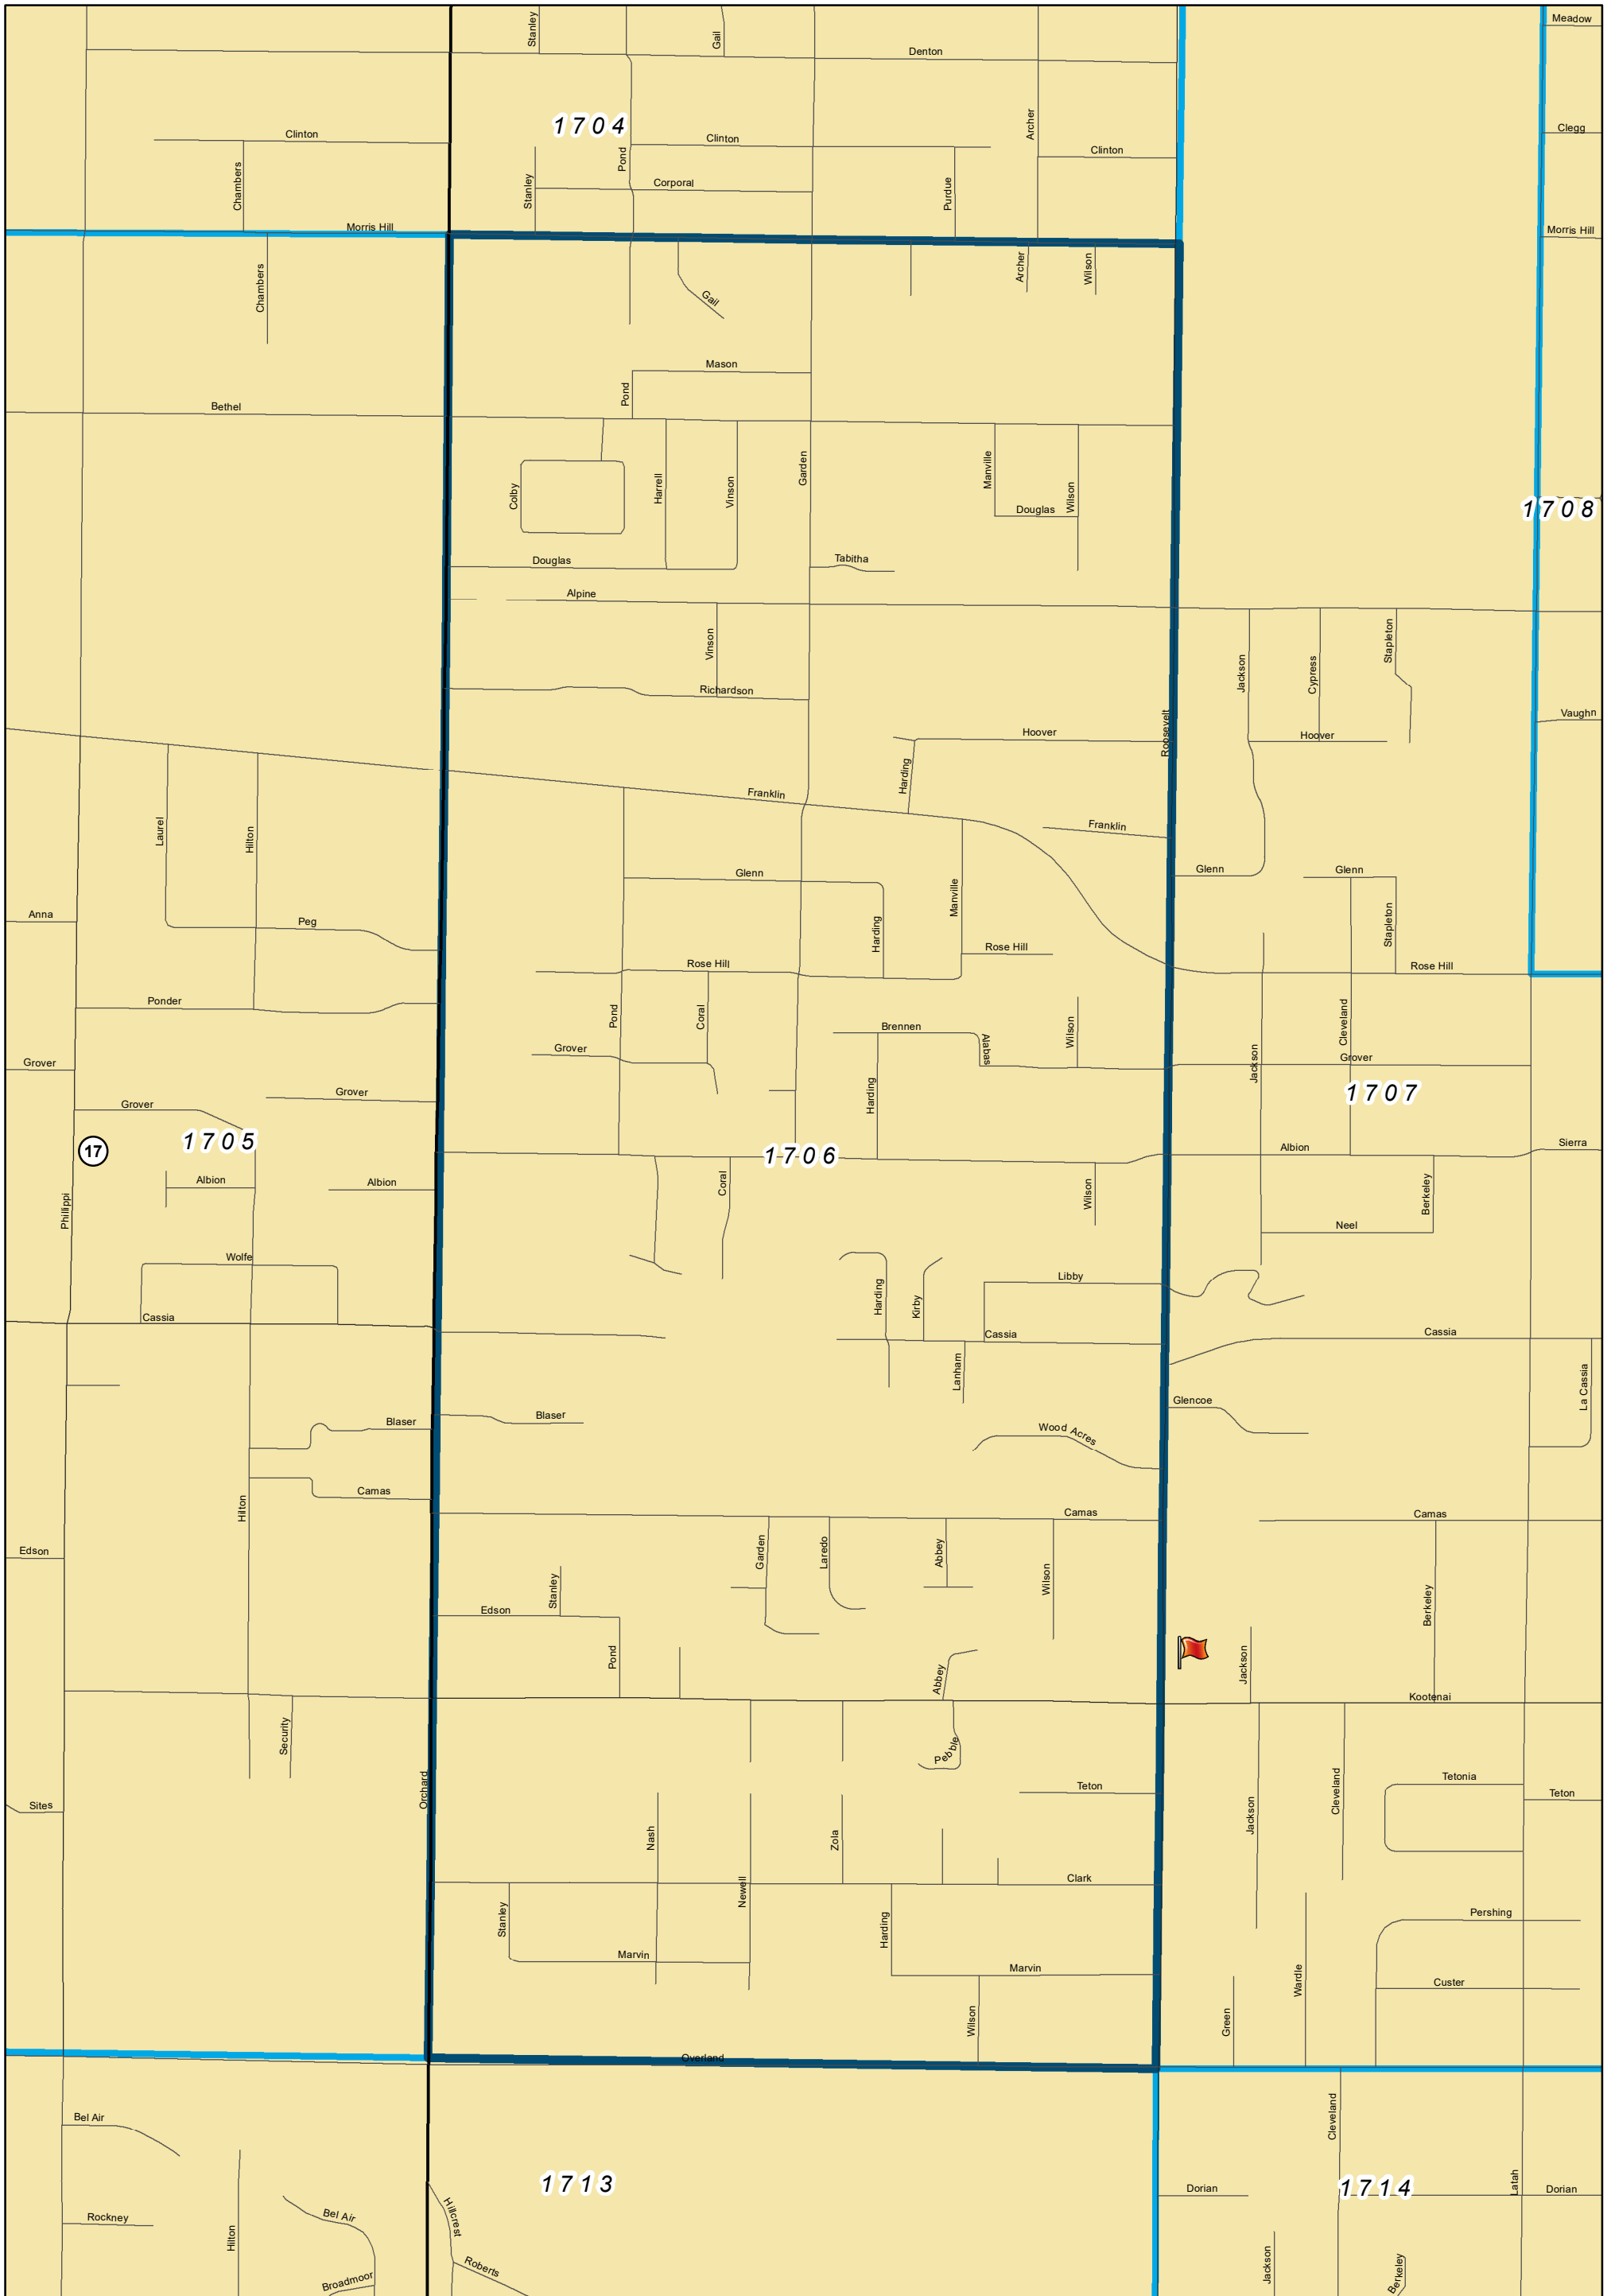 Meadow
Stanley
Gail
Denton
1704
Archer
Clegg
Clinton
Clinton
Clinton
Pond
Chambers
Stanley
Corporal
Purdue
Morris Hill
Morris Hill
Chambers
Gail
Archer
Wilson
Mason
Pond
Bethel
Colby
Harrell
Vinson
Garden
Manville
Wilson
Douglas
1708
Douglas
Tabitha
Alpine
Vinson
Jackson
Cypress
Stapleton
Richardson
Roosevelt
Vaughn
Hoover
Hoover
Harding
Franklin
Franklin
Laurel
Hilton
Glenn
Glenn
Glenn
Manville
Anna
Peg
Harding
Stapleton
Rose Hill
Rose Hill
Rose Hill
Ponder
Pond
Coral
Brennen
Alabas
Wilson
Cleveland
Grover
Grover
Grover
Jackson
Grover
Grover
Harding
1707
1705
17
1706
Albion
Sierra
Albion
Albion
Coral
Wilson
Berkeley
Phillippi
Neel
Wolfe
Libby
Harding
Kirby
Cassia
Cassia
Cassia
Lanham
La Cassia
Glencoe
Blaser
Blaser
Wood Acres
Camas
Hilton
Camas
Camas
Edson
Garden
Laredo
Abbey
Stanley
Wilson
Berkeley
Edson
Pond
Abbey
Jackson
Kootenai
Security
Pebble
Orchard
Teton
Tetonia
Teton
Cleveland
Sites
Jackson
Nash
Zola
Clark
Newell
Stanley
Harding
Pershing
Marvin
Marvin
Wardle
Custer
Wilson
Green
Overland
Bel Air
Cleveland
1713
1714
Latah
Dorian
Dorian
Rockney
Bel Air
Hillcrest
Hilton
Roberts
Jackson
Berkeley
Broadmoor